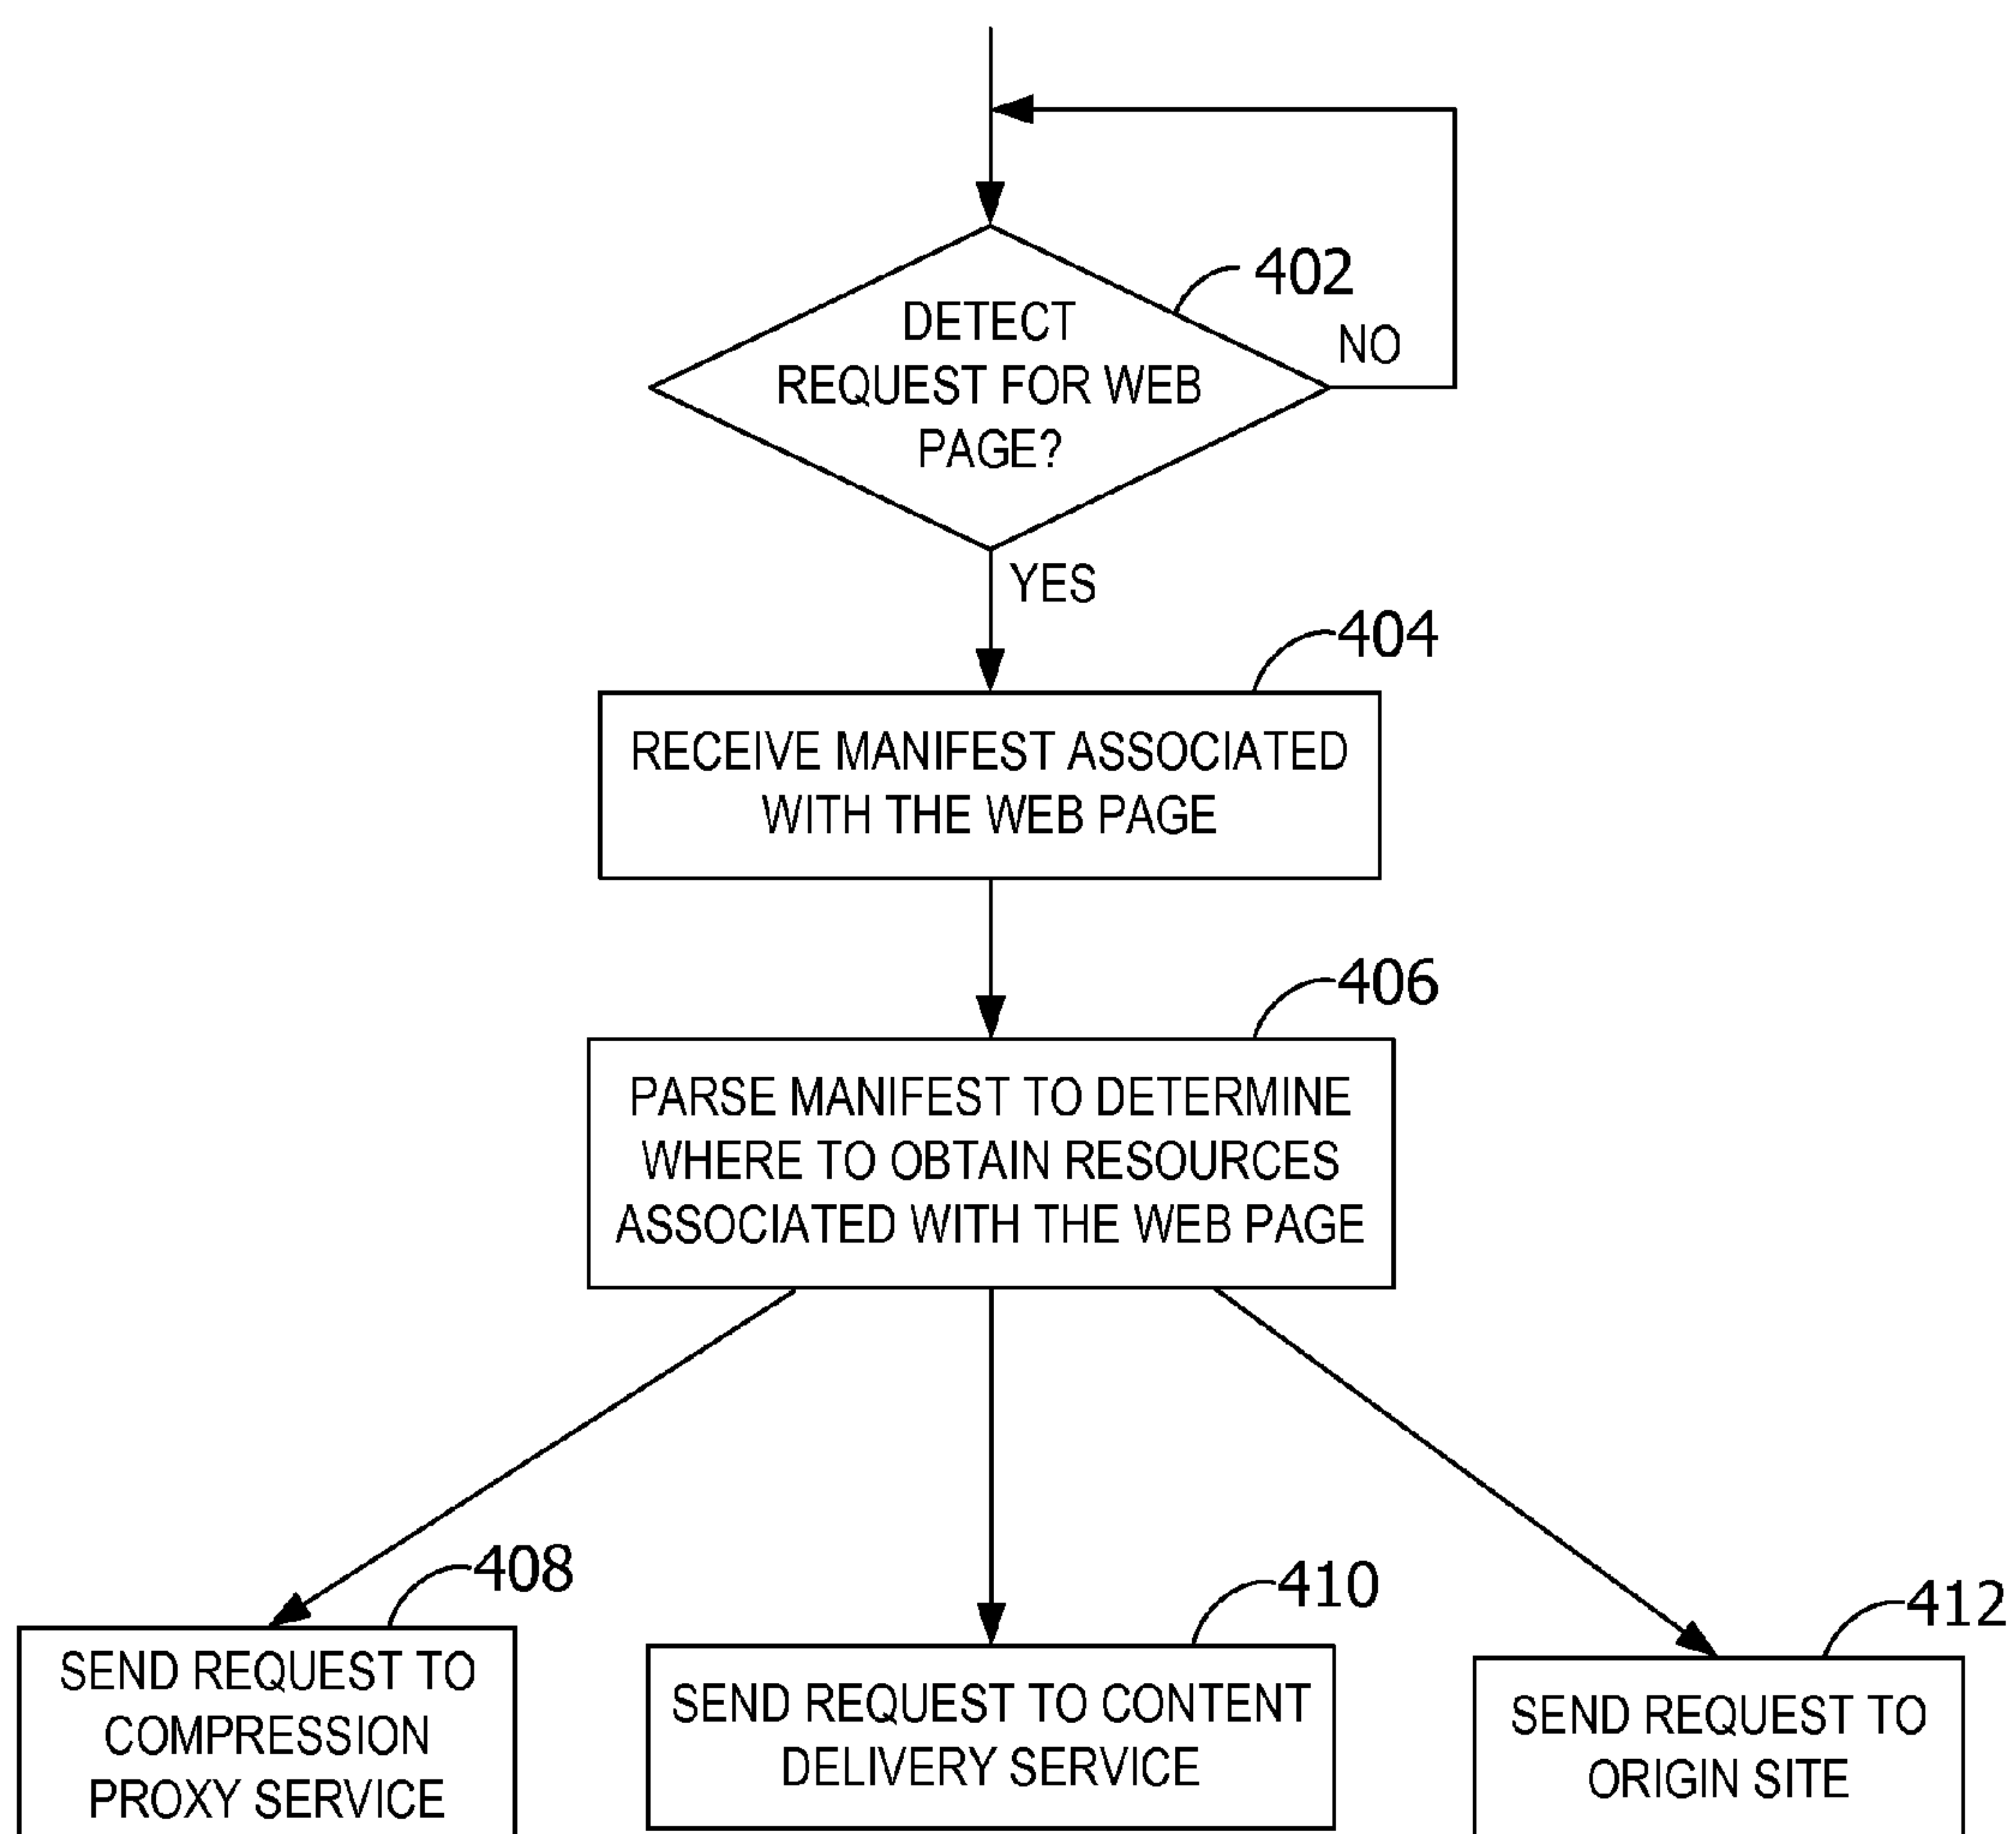 402
DETECT
REQUEST FOR WEB
PAGE?
NO
YES
404
RECEIVE MANIFEST ASSOCIATED
WITH THE WEB PAGE
406
PARSE MANIFEST TO DETERMINE
WHERE TO OBTAIN RESOURCES
ASSOCIATED WITH THE WEB PAGE
408
SEND REQUEST TO
COMPRESSION
PROXY SERVICE
410
SEND REQUEST TO CONTENT
DELIVERY SERVICE
412
SEND REQUEST TO
ORIGIN SITE